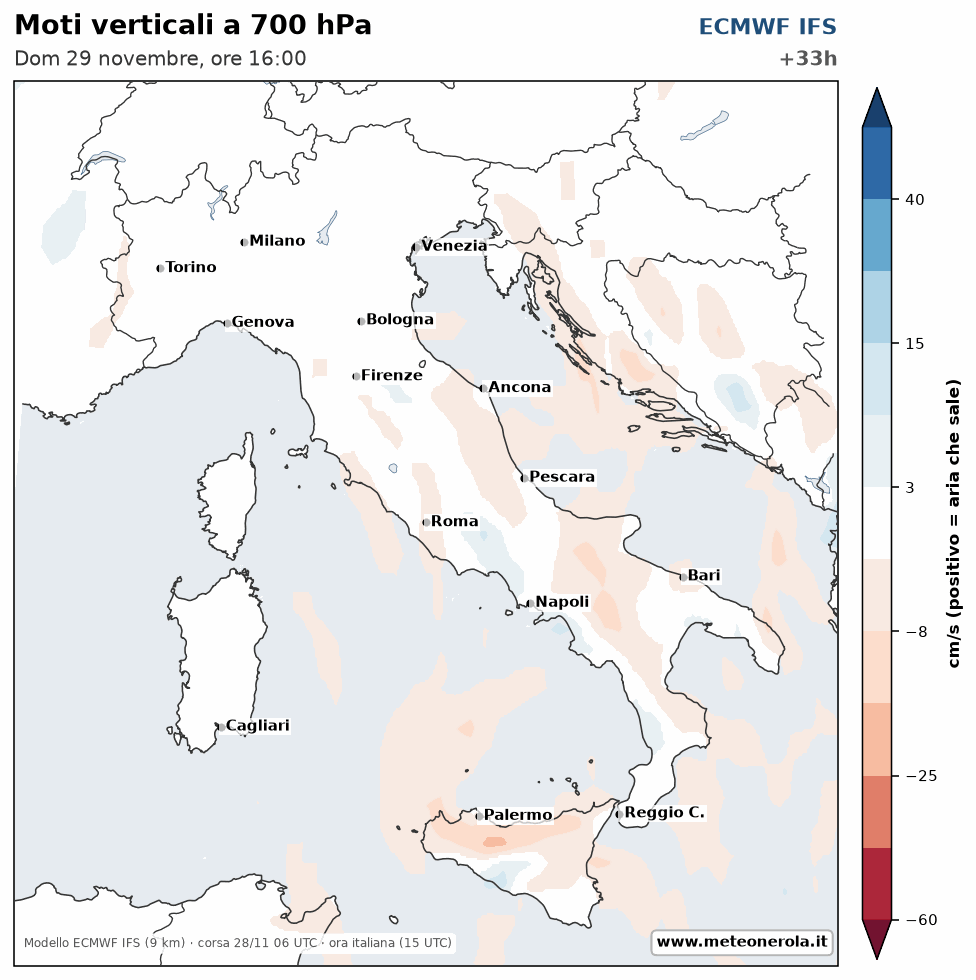 Moti verticali a 700 hPa
ECMWF IFS
Dom 29 novembre, ore 16:00
+33h
Milano
Venezia
Torino
Genova
Bologna
Firenze
Ancona
Pescara
Roma
Bari
Napoli
Cagliari
Palermo
Reggio C.
40
15
3
−8
−25
−60
cm/s (positivo = aria che sale)
Modello ECMWF IFS (9 km) · corsa 28/11 06 UTC · ora italiana (15 UTC)
www.meteonerola.it